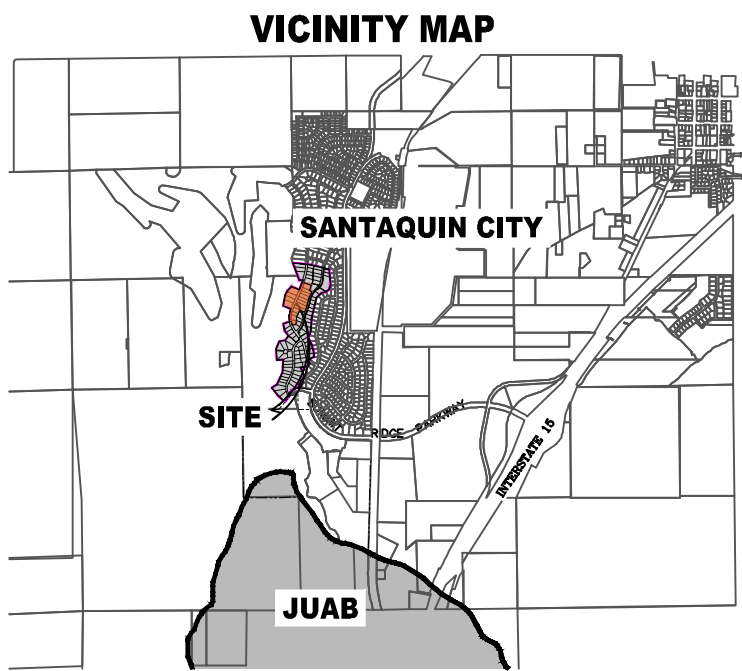 VICINITY MAP
SANTAQUIN CITY
SITE
RIDGE PARKWAY
INTERSTATE 15
JUAB